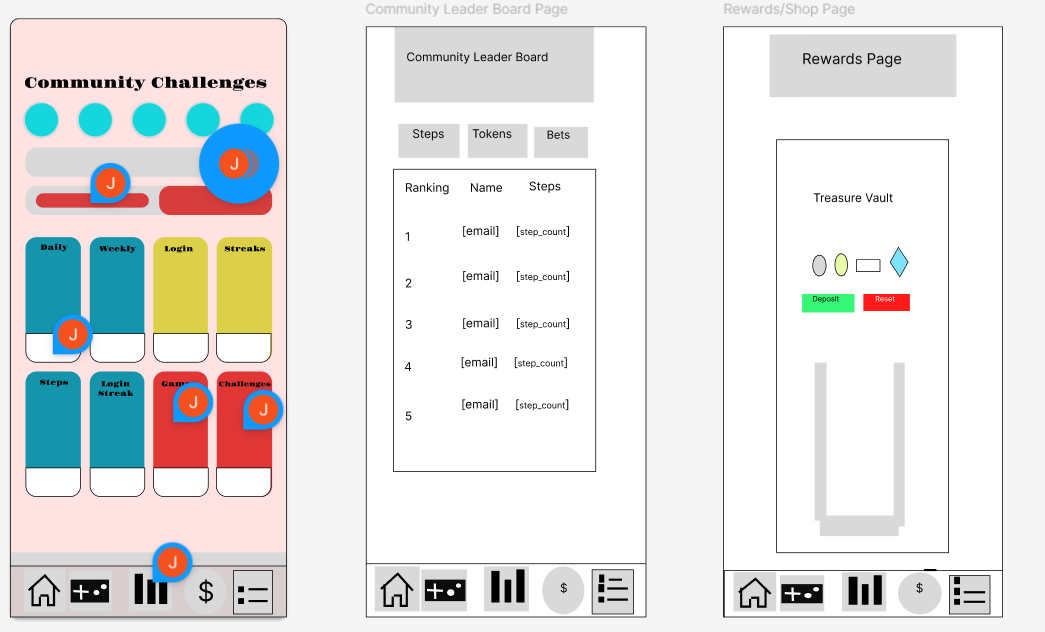 Community Leader Board Page
Rewards/Shop Page
Community Challenges
J
J
Daily
Weekly
Login
Streaks
J
Steps
Login
Streak
Challenges
J
J
J
$
Community Leader Board
Steps
Tokens
Bets
Ranking
Name
Steps
1
[email]
[step_count]
2
[email]
[step_count]
3
[email]
[step_count]
4
[email]
[step_count]
5
[email]
[step_count]
$
Rewards Page
Treasure Vault
Deposit
Reset
$